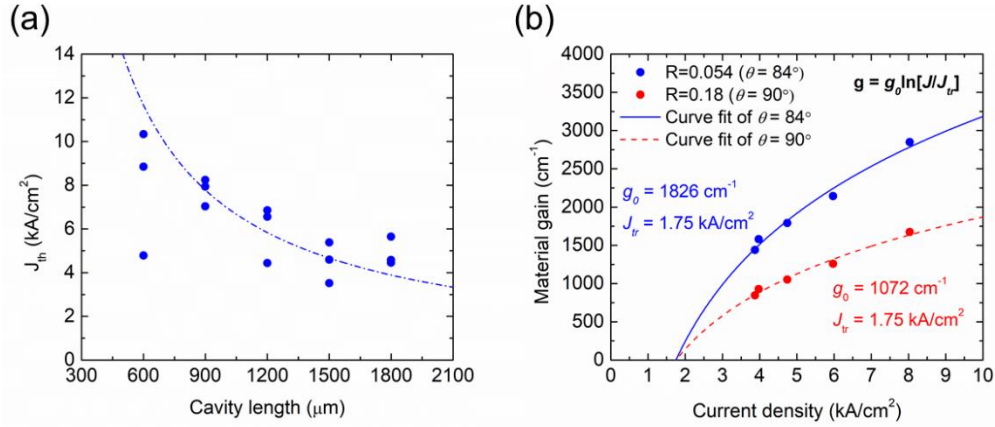 (a)
14
12
10
8
6
4
2
0
J_th (kA/cm²)
300 600 900 1200 1500 1800 2100
Cavity length (μm)
(b)
4000
3500
3000
2500
2000
1500
1000
500
0
Material gain (cm⁻¹)
R=0.054 (θ = 84°)
R=0.18 (θ = 90°)
Curve fit of θ = 84°
Curve fit of θ = 90°
g = g₀ln[J/J_tr]
g₀ = 1826 cm⁻¹
J_tr = 1.75 kA/cm²
g₀ = 1072 cm⁻¹
J_tr = 1.75 kA/cm²
0 1 2 3 4 5 6 7 8 9 10
Current density (kA/cm²)